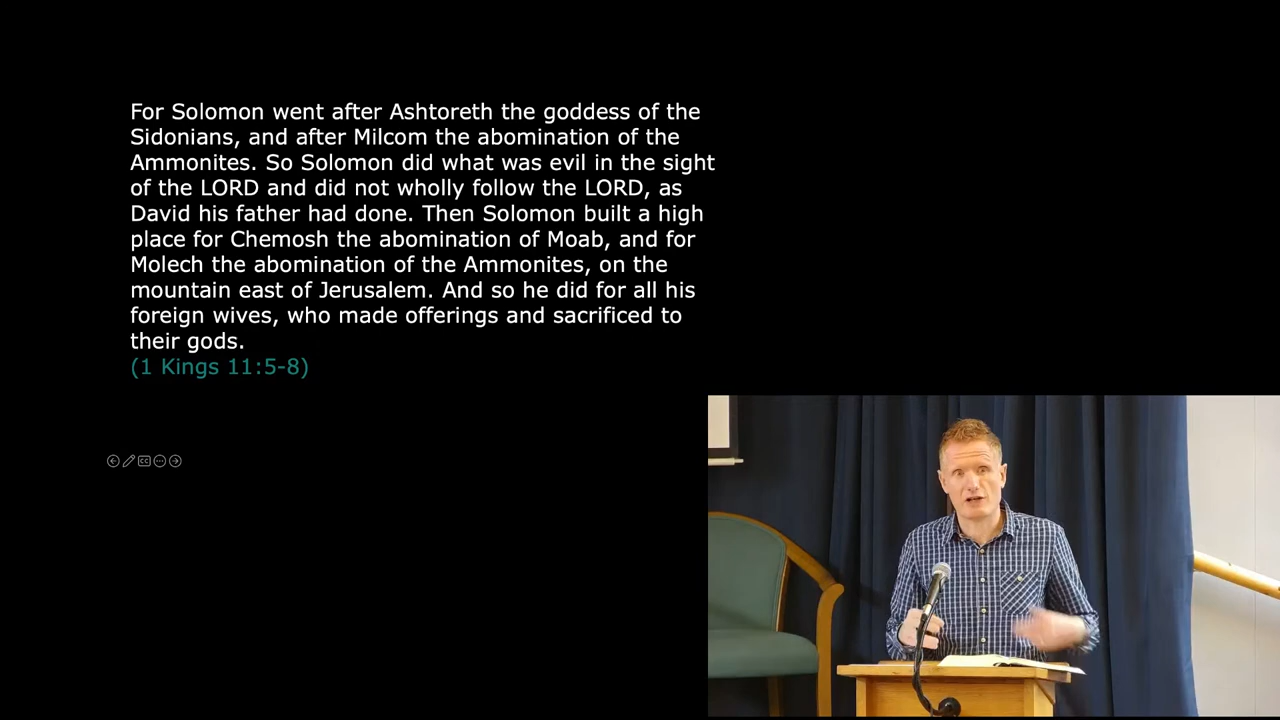 For Solomon went after Ashtoreth the goddess of the
Sidonians, and after Milcom the abomination of the
Ammonites. So Solomon did what was evil in the sight
of the LORD and did not wholly follow the LORD, as
David his father had done. Then Solomon built a high
place for Chemosh the abomination of Moab, and for
Molech the abomination of the Ammonites, on the
mountain east of Jerusalem. And so he did for all his
foreign wives, who made offerings and sacrificed to
their gods.
(1 Kings 11:5-8)
CC